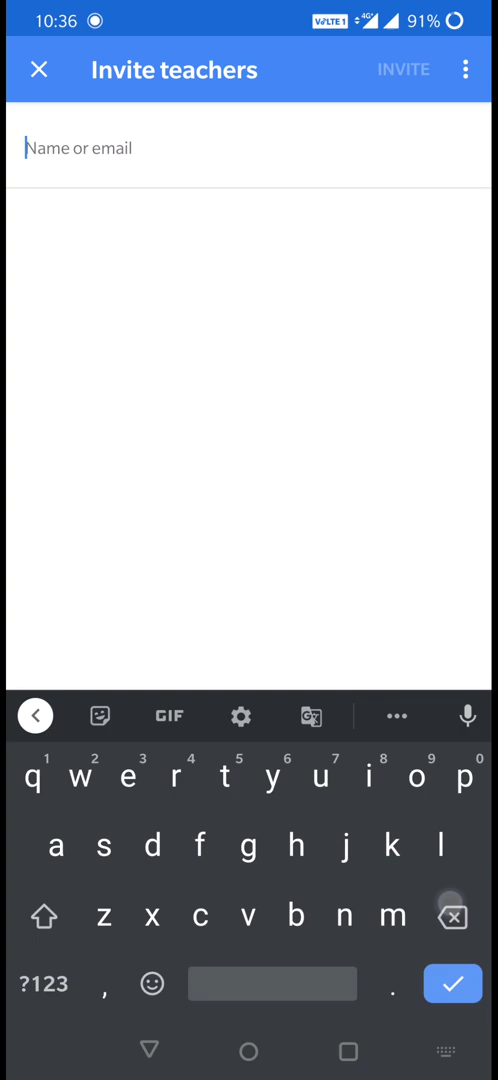 10:36 VoLTE 1 4G+ 91%
Invite teachers INVITE
Name or email
GIF
1 2 3 4 5 6 7 8 9 0
q w e r t y u i o p
a s d f g h j k l
z x c v b n m
?123 , .